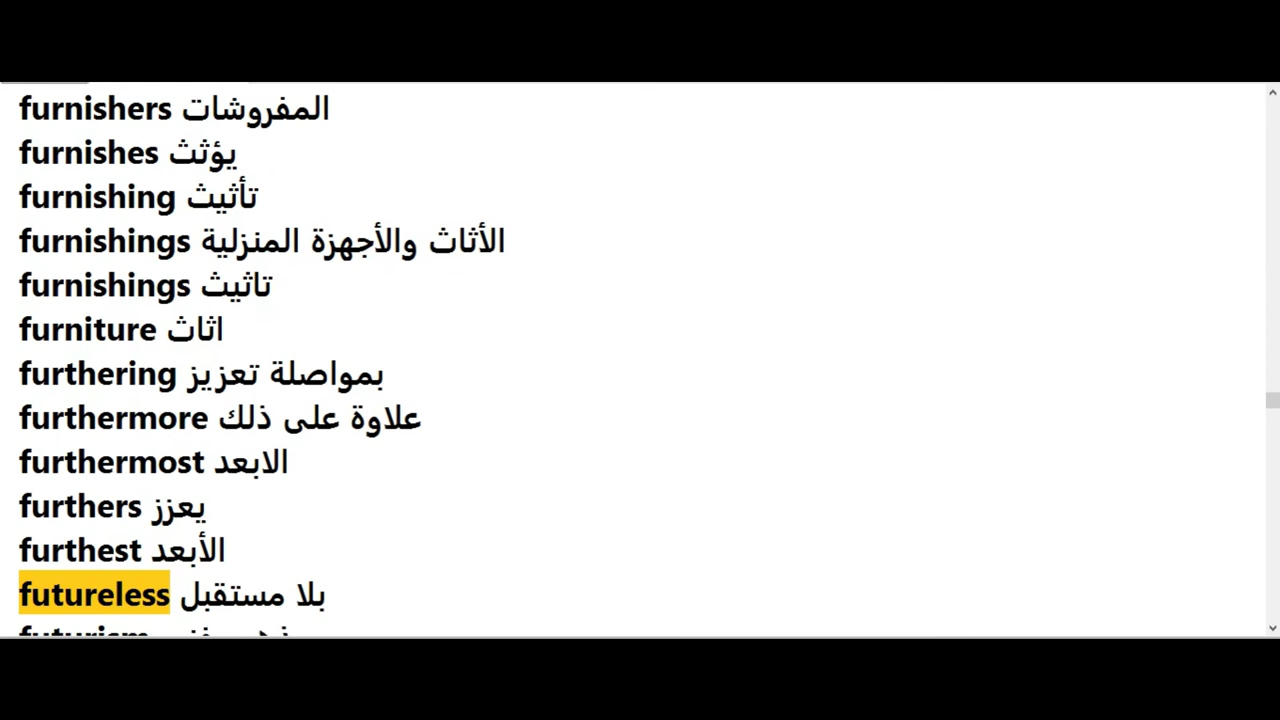 furnishers المفروشات
furnishes يؤثث
furnishing تأثيث
furnishings الأثاث والأجهزة المنزلية
furnishings تاثيث
furniture اثاث
furthering بمواصلة تعزيز
furthermore علاوة على ذلك
furthermost الابعد
furthers يعزز
furthest الأبعد
futureless بلا مستقبل
futurism